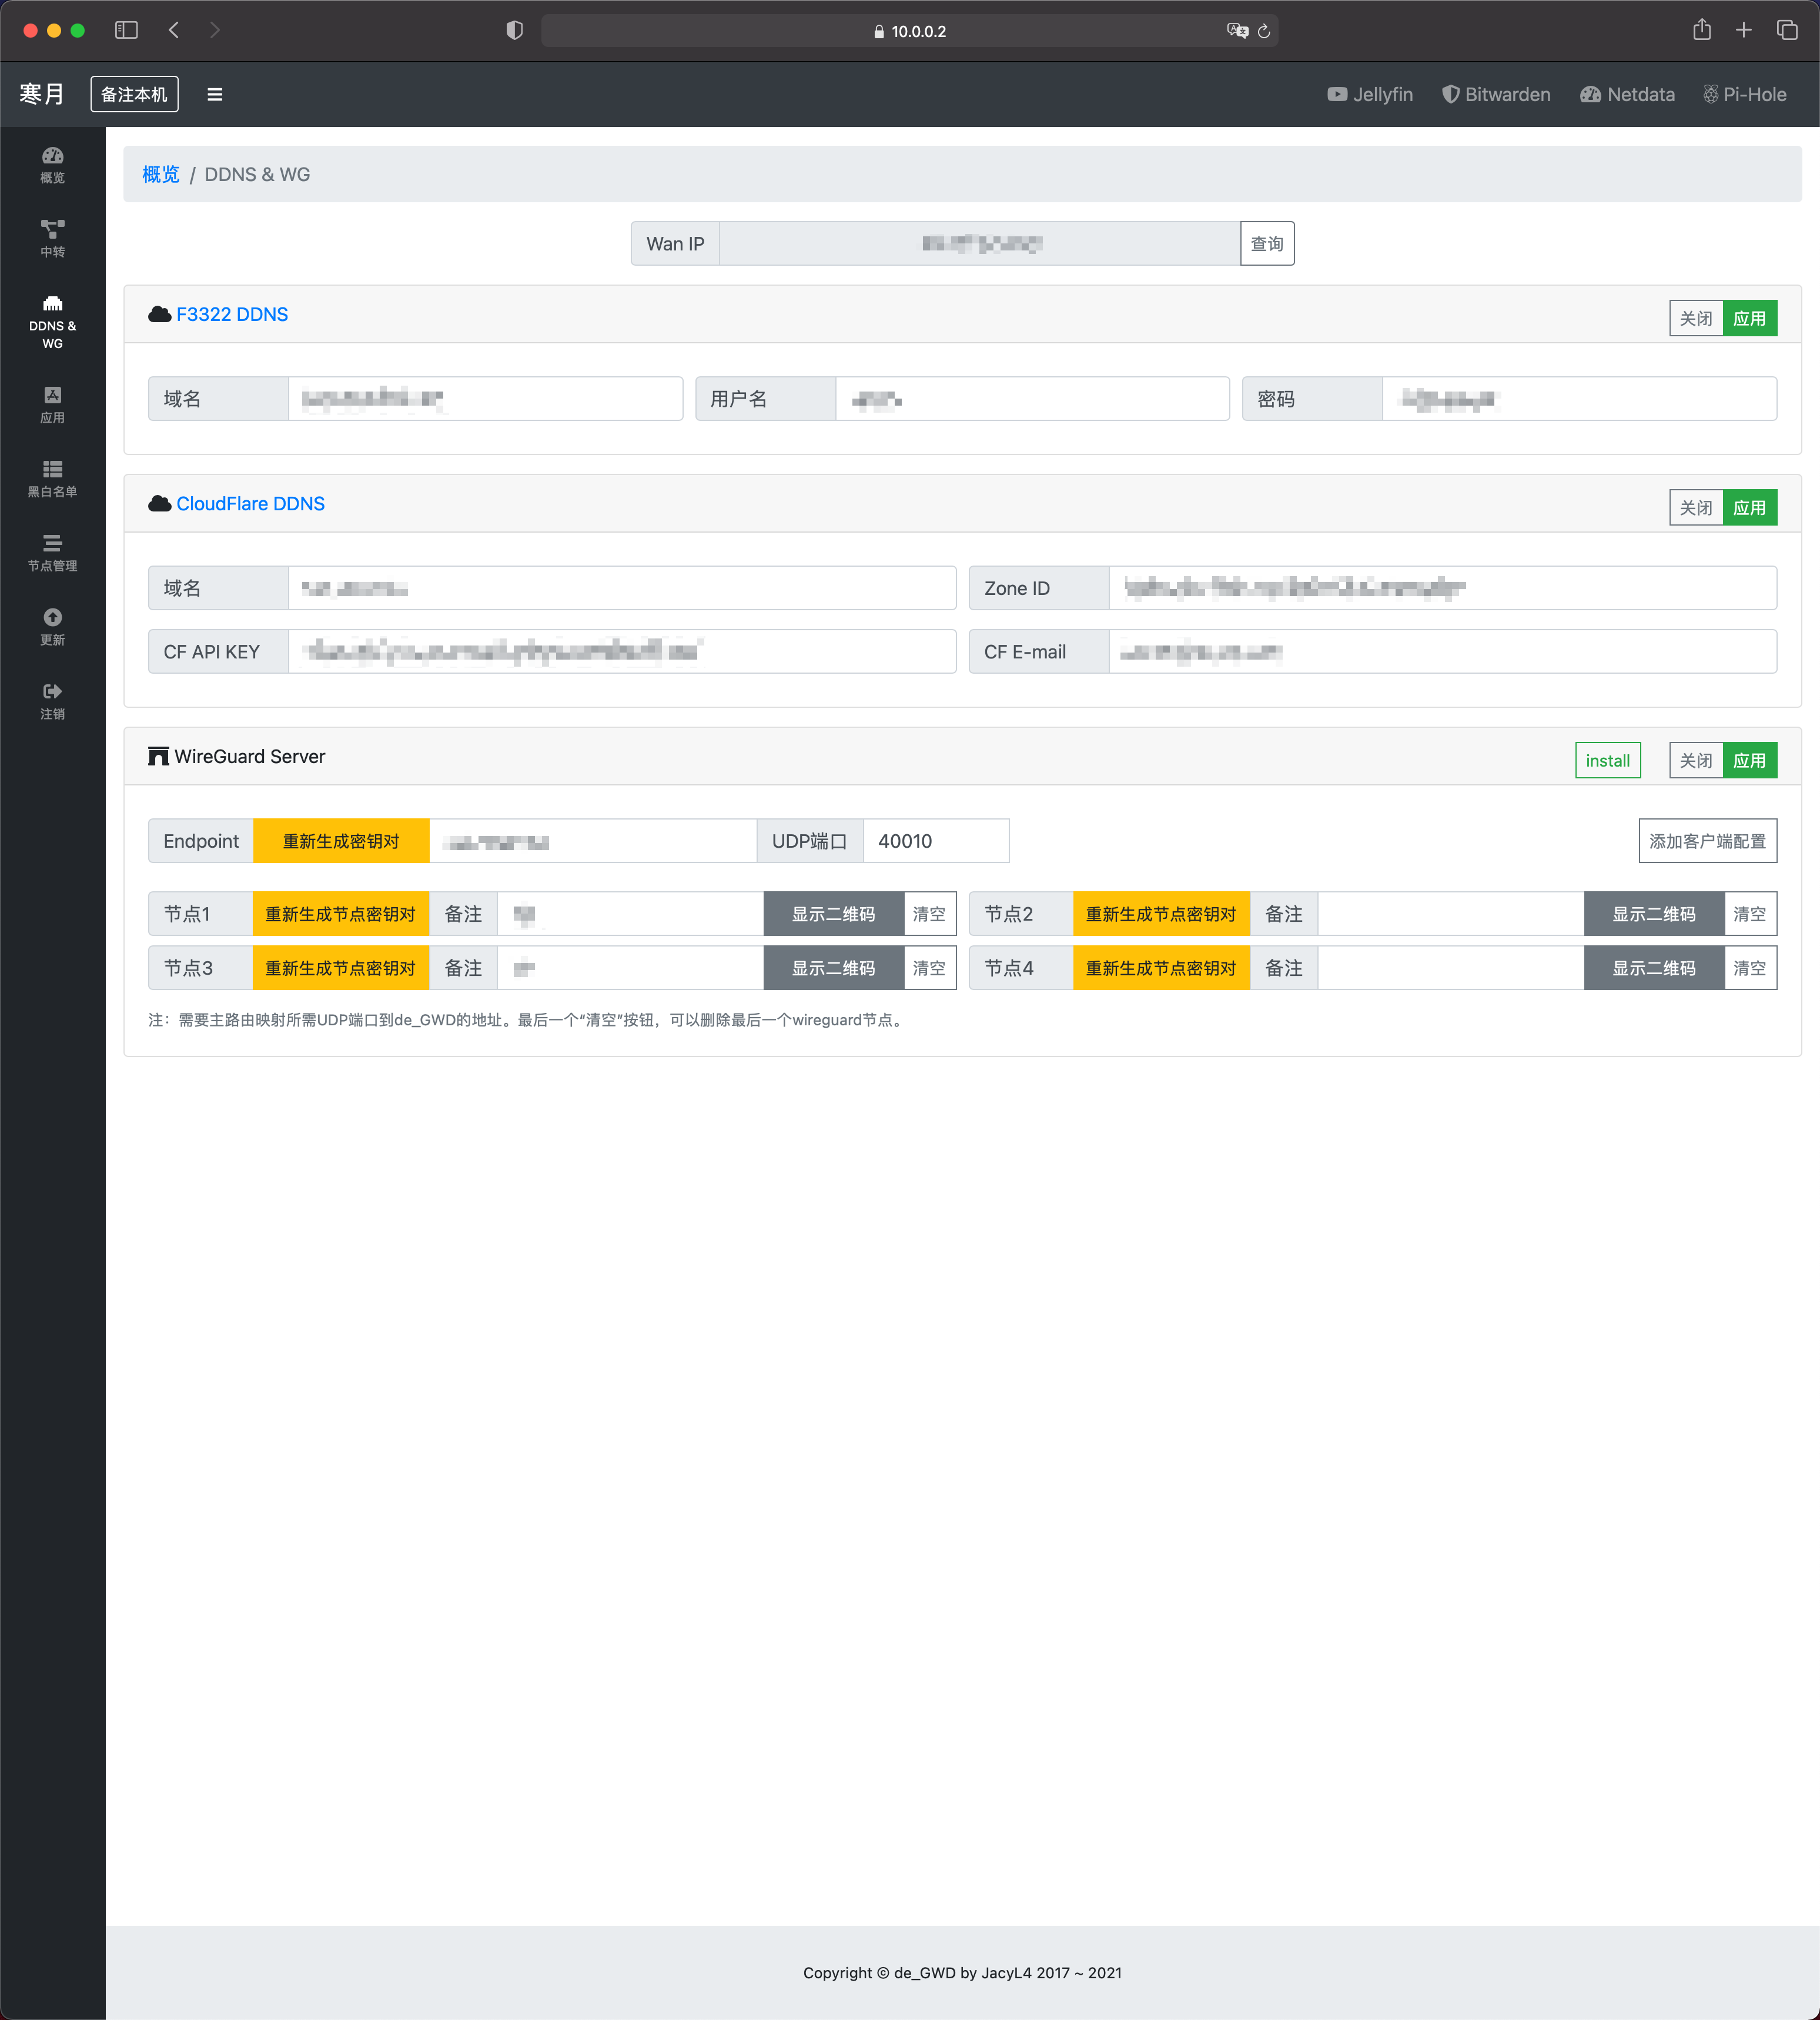 10.0.0.2
寒月 备注本机 Jellyfin Bitwarden Netdata Pi-Hole
概览
中转
DDNS &
WG
应用
黑白名单
节点管理
更新
注销
概览 / DDNS & WG
Wan IP 查询
F3322 DDNS 关闭 应用
域名 用户名 密码
CloudFlare DDNS 关闭 应用
域名 Zone ID
CF API KEY CF E-mail
WireGuard Server install 关闭 应用
Endpoint 重新生成密钥对 UDP端口 40010 添加客户端配置
节点1 重新生成节点密钥对 备注 显示二维码 清空 节点2 重新生成节点密钥对 备注 显示二维码 清空
节点3 重新生成节点密钥对 备注 显示二维码 清空 节点4 重新生成节点密钥对 备注 显示二维码 清空
注：需要主路由映射所需UDP端口到de_GWD的地址。最后一个“清空”按钮，可以删除最后一个wireguard节点。
Copyright © de_GWD by JacyL4 2017 ~ 2021